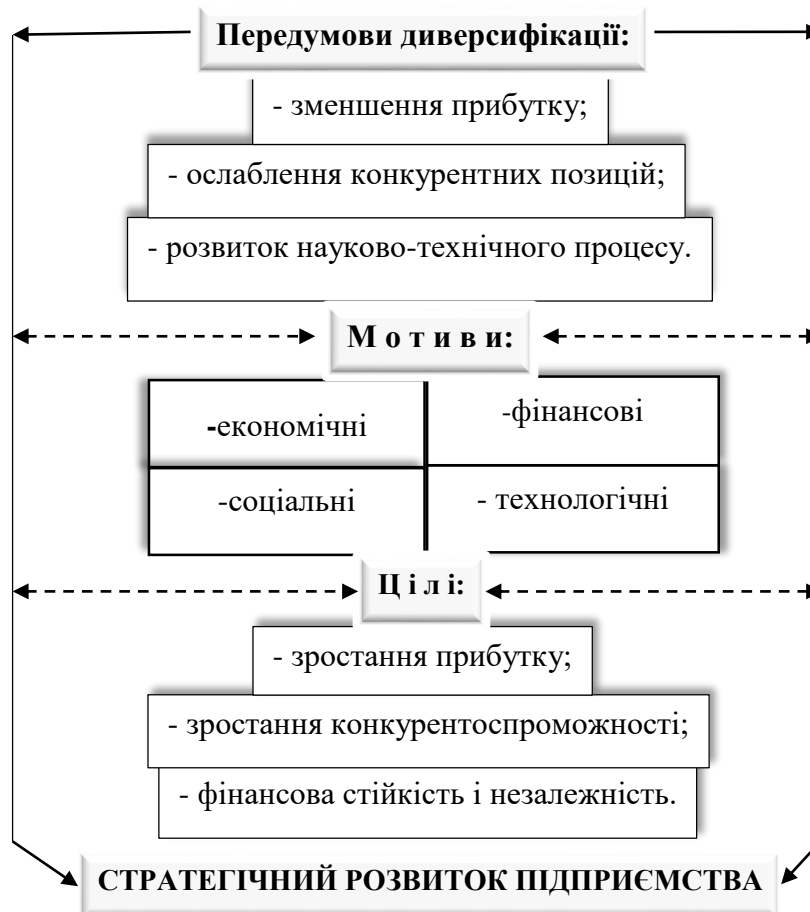 Передумови диверсифікації:
- зменшення прибутку;
- ослаблення конкурентних позицій;
- розвиток науково-технічного процесу.
М о т и в и:
-економічні
-фінансові
-соціальні
- технологічні
Ц і л і:
- зростання прибутку;
- зростання конкурентоспроможності;
- фінансова стійкість і незалежність.
СТРАТЕГІЧНИЙ РОЗВИТОК ПІДПРИЄМСТВА